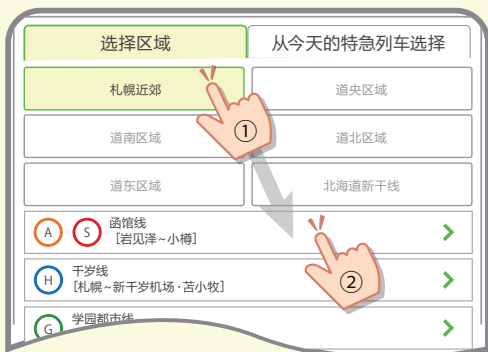 选择区域
从今天的特急列车选择
札幌近郊
道央区域
道南区域
道北区域
道东区域
北海道新干线
①
②
A S 函馆线
[岩见泽~小樽]
H 千岁线
[札幌~新千岁机场·苫小牧]
G 学园都市线